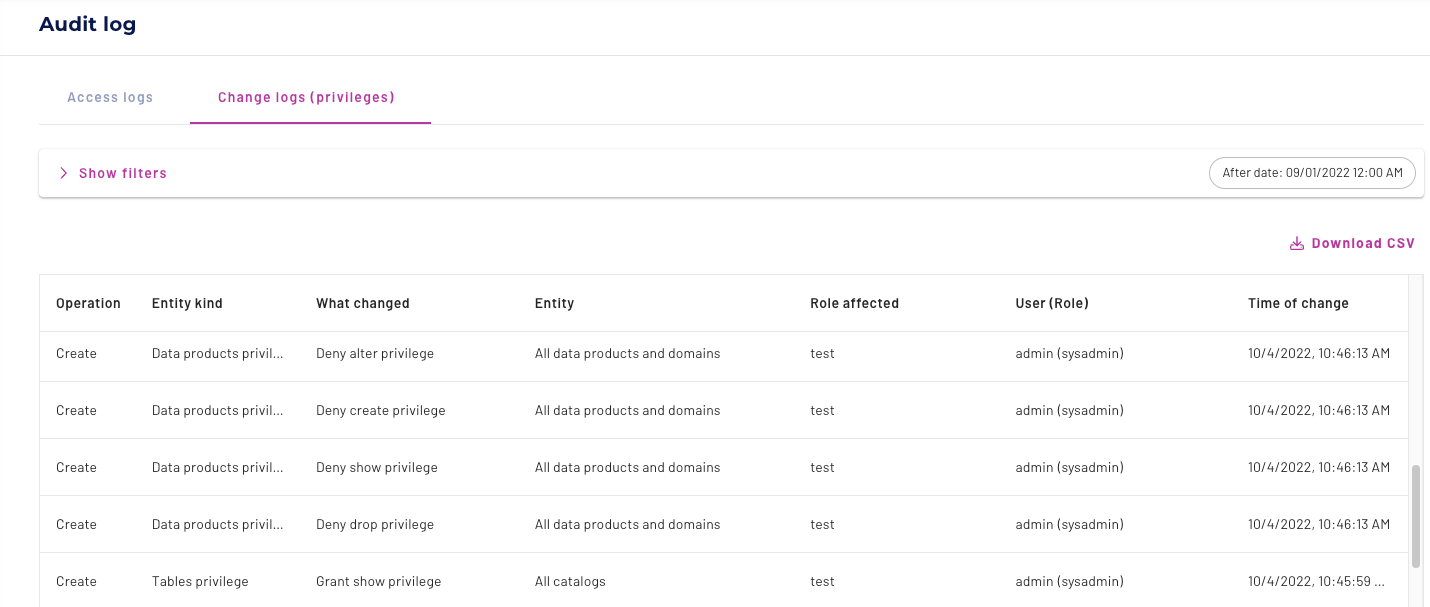 Audit log
Access logs Change logs (privileges)
Show filters After date: 09/01/2022 12:00 AM
Download CSV
Operation Entity kind What changed Entity Role affected User (Role) Time of change
Create Data products privil... Deny alter privilege All data products and domains test admin (sysadmin) 10/4/2022, 10:46:13 AM
Create Data products privil... Deny create privilege All data products and domains test admin (sysadmin) 10/4/2022, 10:46:13 AM
Create Data products privil... Deny show privilege All data products and domains test admin (sysadmin) 10/4/2022, 10:46:13 AM
Create Data products privil... Deny drop privilege All data products and domains test admin (sysadmin) 10/4/2022, 10:46:13 AM
Create Tables privilege Grant show privilege All catalogs test admin (sysadmin) 10/4/2022, 10:45:59 ...